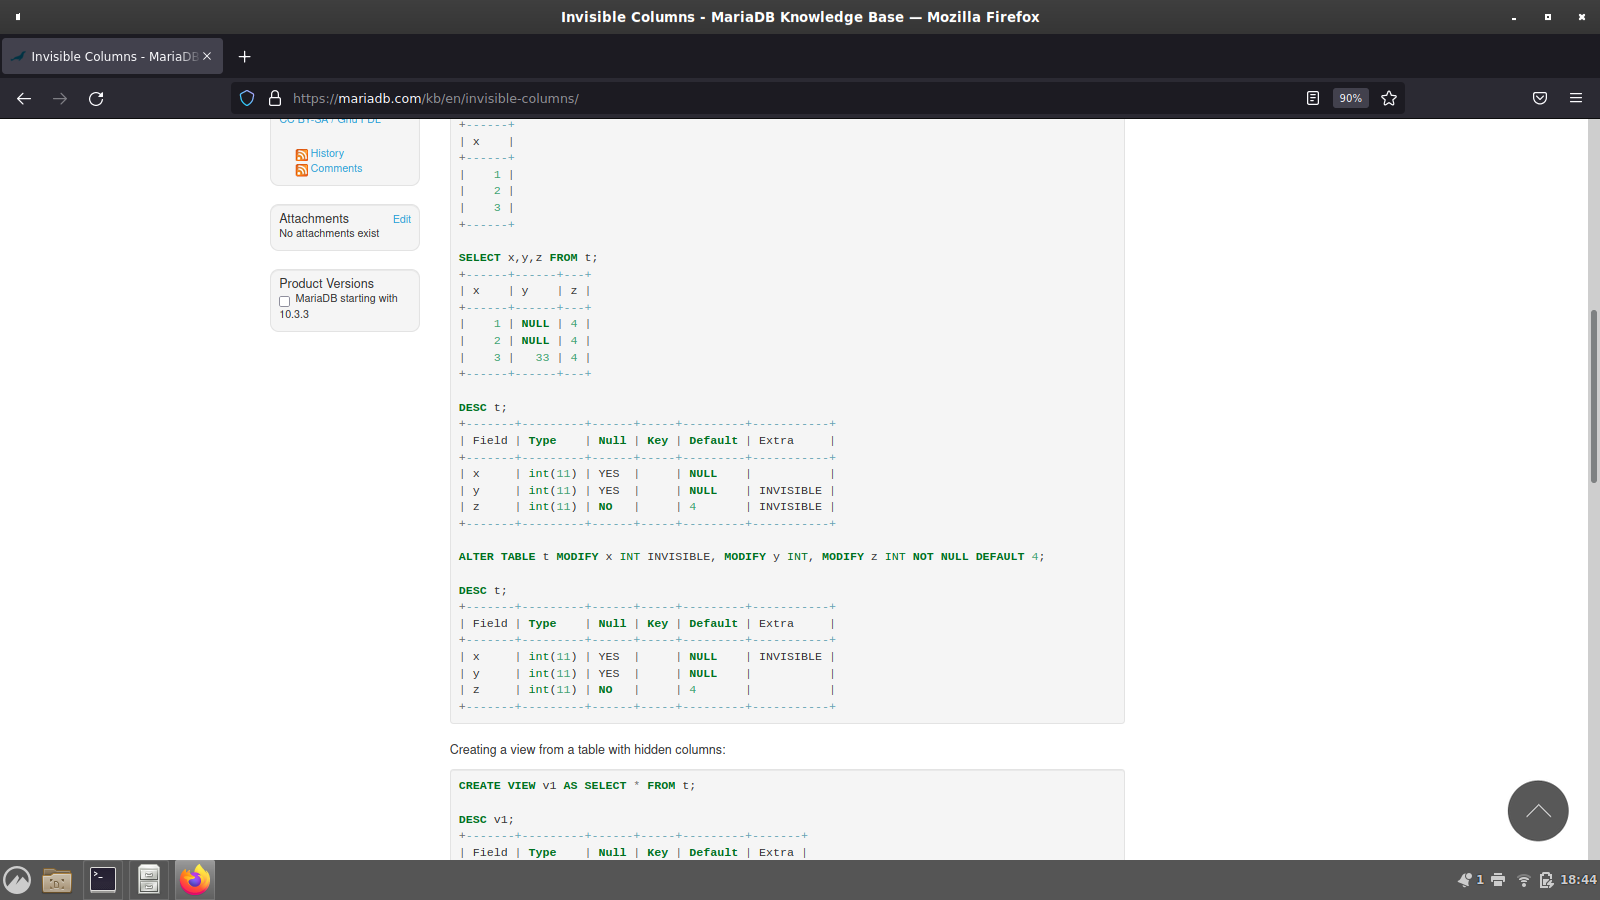 Invisible Columns - MariaDB Knowledge Base — Mozilla Firefox
Invisible Columns - MariaDB
https://mariadb.com/kb/en/invisible-columns/
90%
CC BY-SA / Gnu FDL
History
Comments
Attachments Edit
No attachments exist
Product Versions
MariaDB starting with
10.3.3
+------+
| x    |
+------+
|    1 |
|    2 |
|    3 |
+------+
SELECT x,y,z FROM t;
+------+------+---+
| x    | y    | z |
+------+------+---+
|    1 | NULL | 4 |
|    2 | NULL | 4 |
|    3 |   33 | 4 |
+------+------+---+
DESC t;
+-------+---------+------+-----+---------+-----------+
| Field | Type    | Null | Key | Default | Extra     |
+-------+---------+------+-----+---------+-----------+
| x     | int(11) | YES  |     | NULL    |           |
| y     | int(11) | YES  |     | NULL    | INVISIBLE |
| z     | int(11) | NO   |     | 4       | INVISIBLE |
+-------+---------+------+-----+---------+-----------+
ALTER TABLE t MODIFY x INT INVISIBLE, MODIFY y INT, MODIFY z INT NOT NULL DEFAULT 4;
DESC t;
+-------+---------+------+-----+---------+-----------+
| Field | Type    | Null | Key | Default | Extra     |
+-------+---------+------+-----+---------+-----------+
| x     | int(11) | YES  |     | NULL    | INVISIBLE |
| y     | int(11) | YES  |     | NULL    |           |
| z     | int(11) | NO   |     | 4       |           |
+-------+---------+------+-----+---------+-----------+
Creating a view from a table with hidden columns:
CREATE VIEW v1 AS SELECT * FROM t;
DESC v1;
+-------+---------+------+-----+---------+-------+
| Field | Type    | Null | Key | Default | Extra |
1
18:44